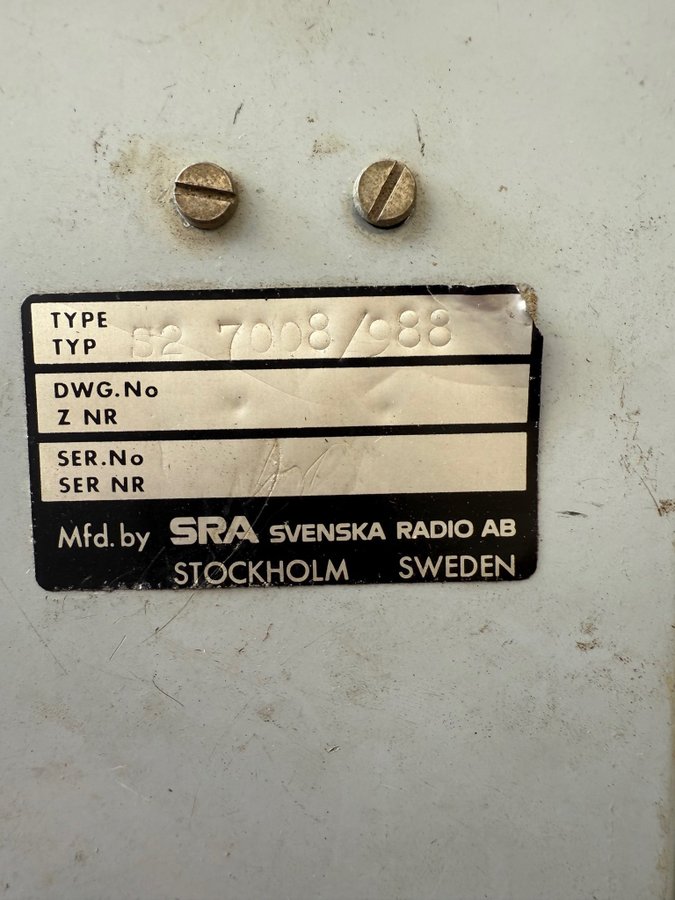 TYPE
TYP S2 7008/988
DWG.No
Z NR
SER.No
SER NR
Mfd. by SRA SVENSKA RADIO AB
STOCKHOLM SWEDEN